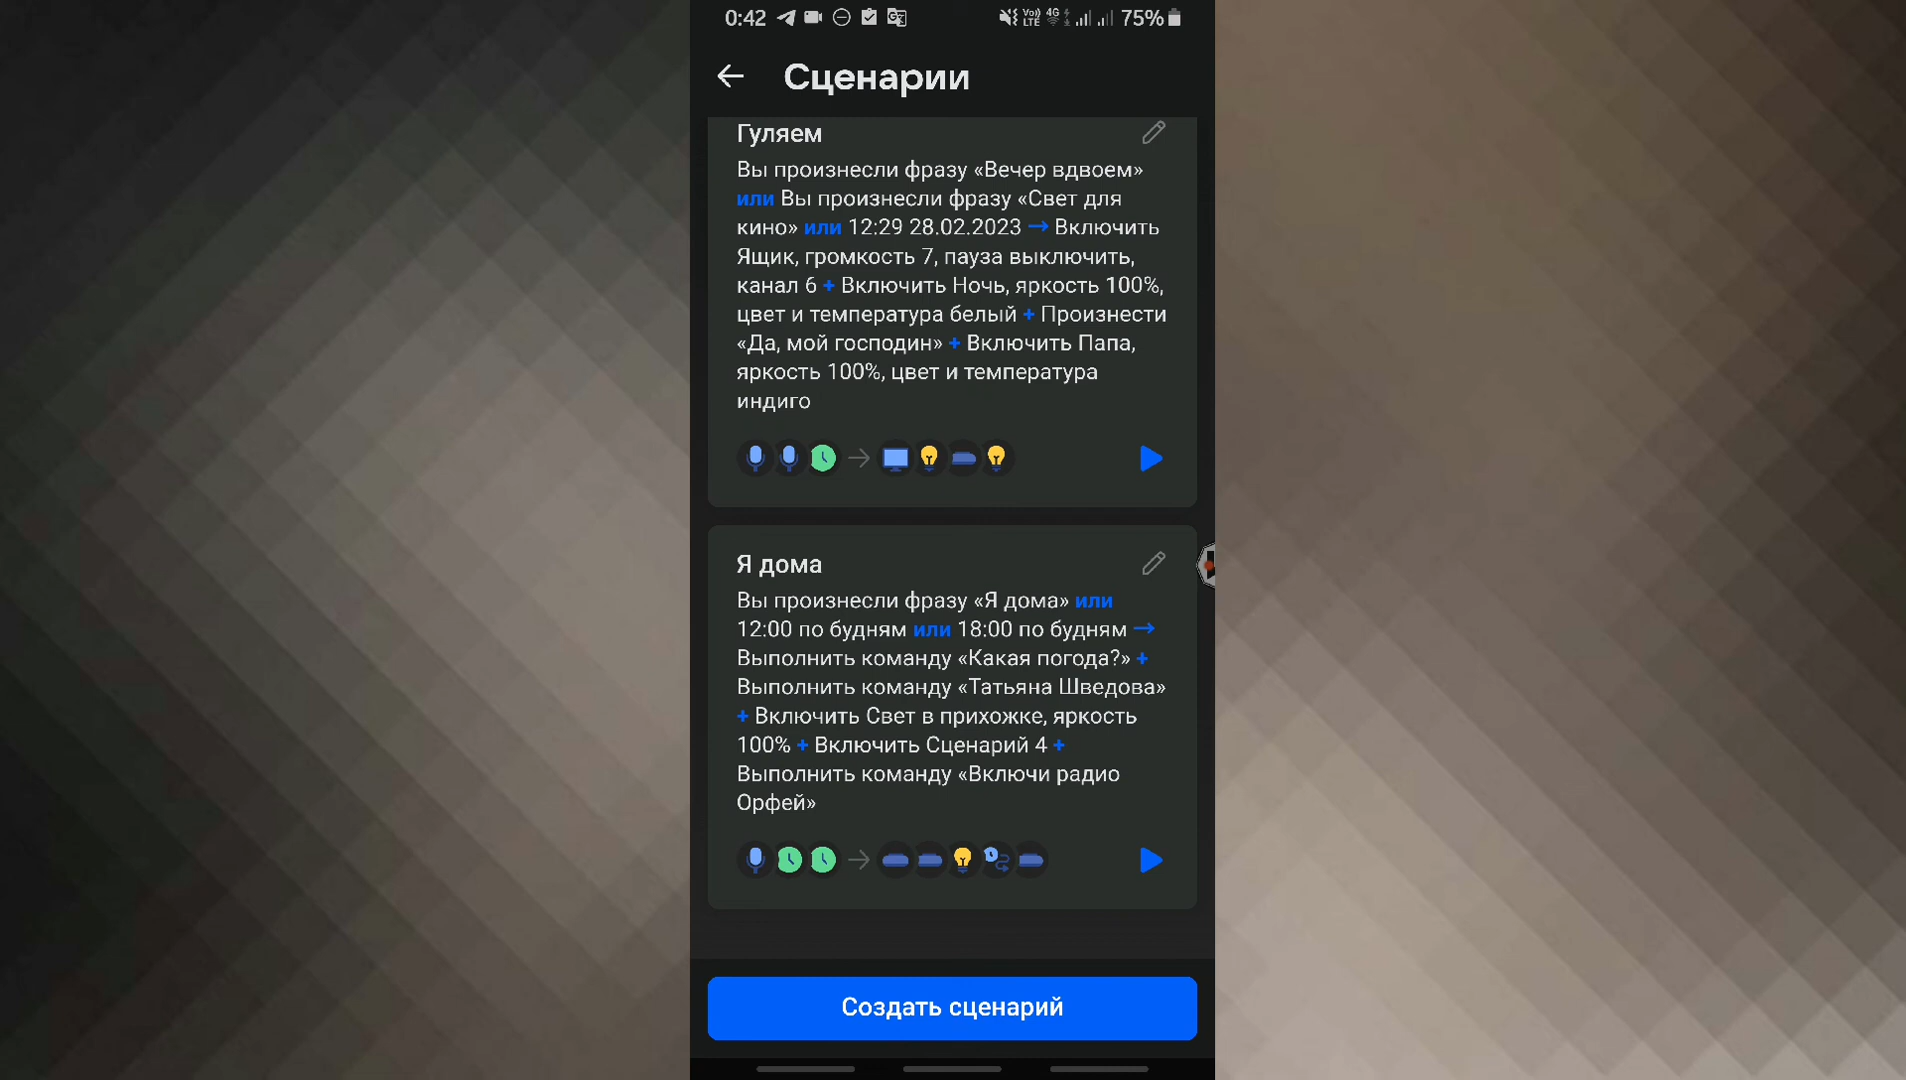 0:42 75%
Сценарии
Гуляем
Вы произнесли фразу «Вечер вдвоем»
или Вы произнесли фразу «Свет для
кино» или 12:29 28.02.2023 → Включить
Ящик, громкость 7, пауза выключить,
канал 6 + Включить Ночь, яркость 100%,
цвет и температура белый + Произнести
«Да, мой господин» + Включить Папа,
яркость 100%, цвет и температура
индиго
Я дома
Вы произнесли фразу «Я дома» или
12:00 по будням или 18:00 по будням →
Выполнить команду «Какая погода?» +
Выполнить команду «Татьяна Шведова»
+ Включить Свет в прихожке, яркость
100% + Включить Сценарий 4 +
Выполнить команду «Включи радио
Орфей»
Создать сценарий